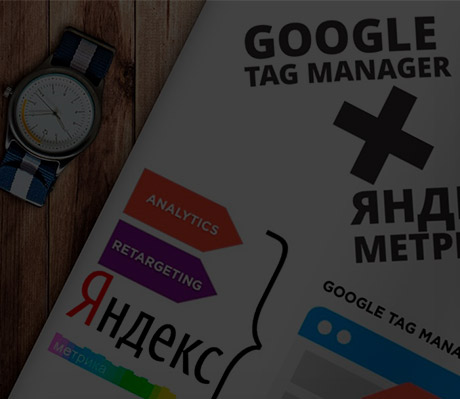 GOOGLE
TAG MANAGER
ЯНД
МЕТР
ANALYTICS
RETARGETING
Яндекс
метрика
GOOGLE TAG MANA